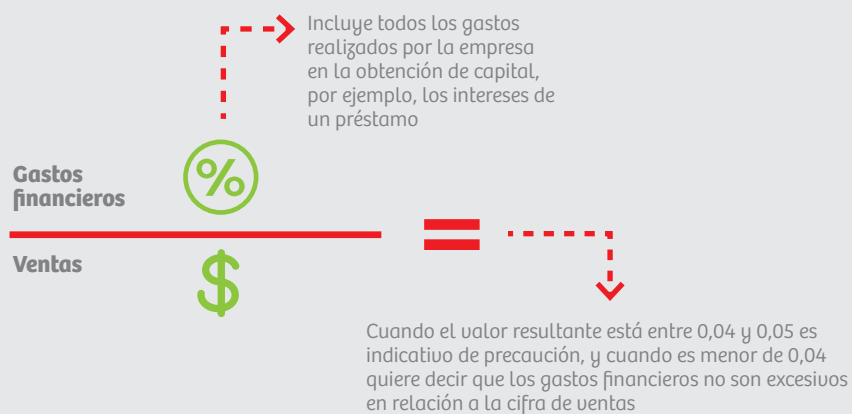 Incluye todos los gastos
realizados por la empresa
en la obtención de capital,
por ejemplo, los intereses de
un préstamo
Gastos
financieros
%
=
Ventas
$
Cuando el valor resultante está entre 0,04 y 0,05 es
indicativo de precaución, y cuando es menor de 0,04
quiere decir que los gastos financieros no son excesivos
en relación a la cifra de ventas